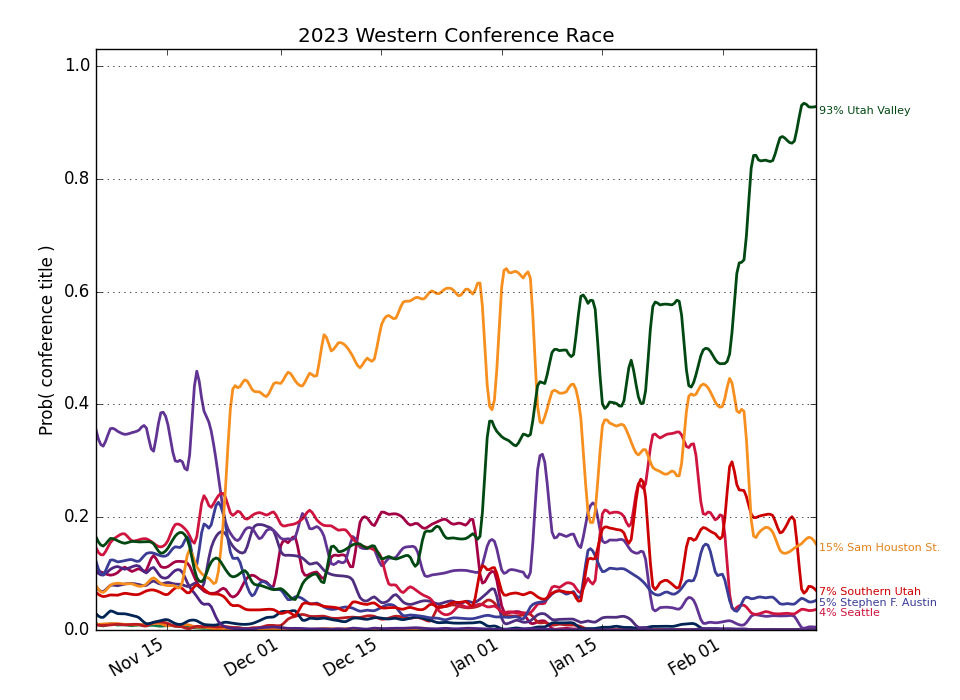 2023 Western Conference Race
Prob( conference title )
1.0
0.8
0.6
0.4
0.2
0.0
93% Utah Valley
15% Sam Houston St.
7% Southern Utah
5% Stephen F. Austin
4% Seattle
Nov 15
Dec 01
Dec 15
Jan 01
Jan 15
Feb 01